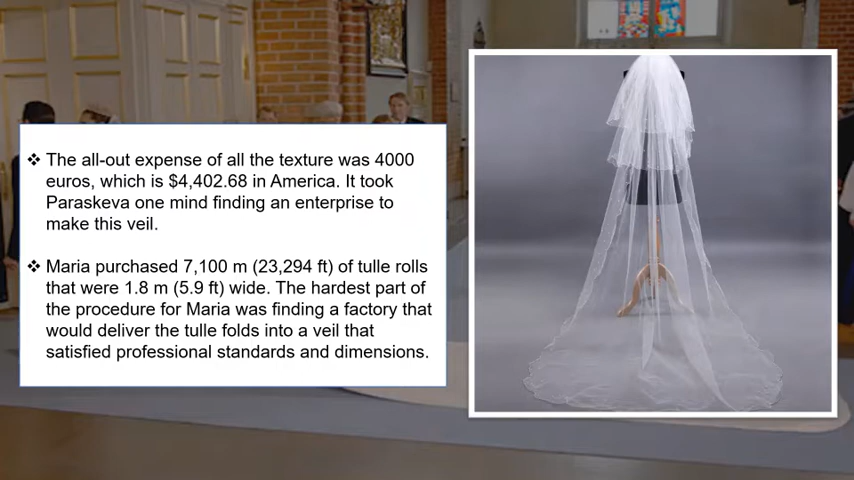 ❖ The all-out expense of all the texture was 4000
euros, which is $4,402.68 in America. It took
Paraskeva one mind finding an enterprise to
make this veil.
❖ Maria purchased 7,100 m (23,294 ft) of tulle rolls
that were 1.8 m (5.9 ft) wide. The hardest part of
the procedure for Maria was finding a factory that
would deliver the tulle folds into a veil that
satisfied professional standards and dimensions.